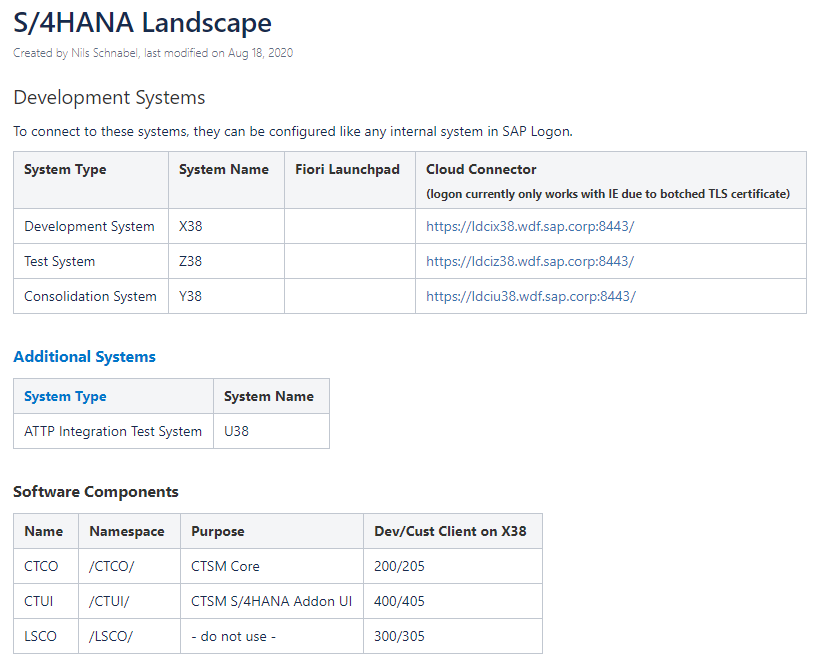 S/4HANA Landscape
Created by Nils Schnabel, last modified on Aug 18, 2020
Development Systems
To connect to these systems, they can be configured like any internal system in SAP Logon.
System Type System Name Fiori Launchpad Cloud Connector
(logon currently only works with IE due to botched TLS certificate)
Development System X38 https://ldcix38.wdf.sap.corp:8443/
Test System Z38 https://ldciz38.wdf.sap.corp:8443/
Consolidation System Y38 https://ldciu38.wdf.sap.corp:8443/
Additional Systems
System Type System Name
ATTP Integration Test System U38
Software Components
Name Namespace Purpose Dev/Cust Client on X38
CTCO /CTCO/ CTSM Core 200/205
CTUI /CTUI/ CTSM S/4HANA Addon UI 400/405
LSCO /LSCO/ - do not use - 300/305